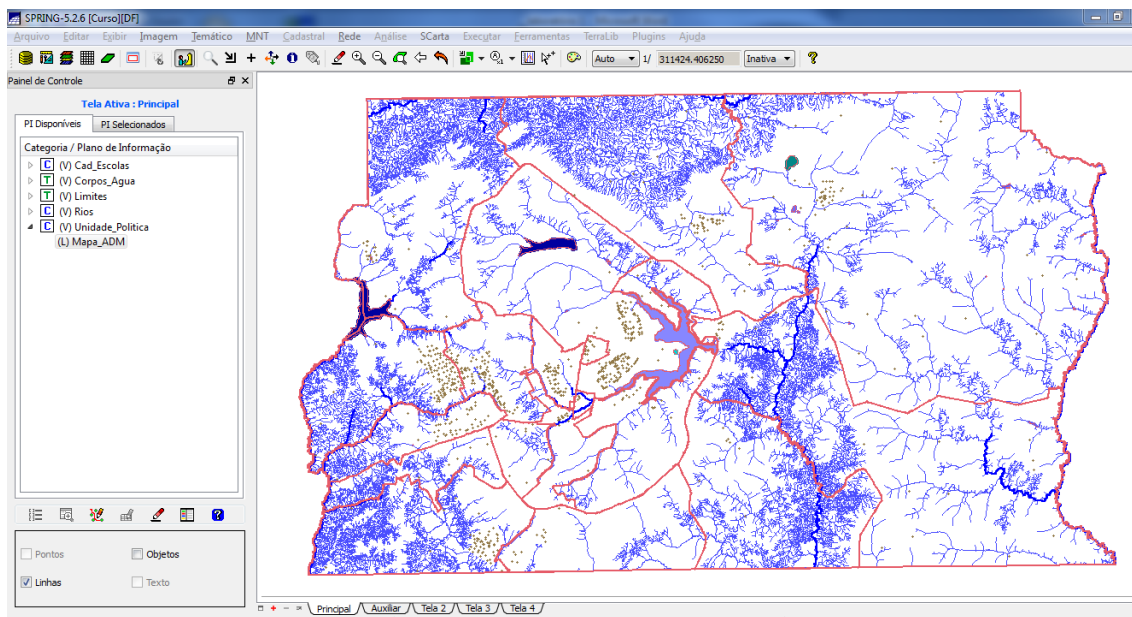 SPRING-5.2.6 [Curso][DF]
Arquivo Editar Exibir Imagem Temático MNT Cadastral Rede Análise SCarta Executar Ferramentas TerraLib Plugins Ajuda
Auto 1/ 311424.406250 Inativa
Painel de Controle
Tela Ativa : Principal
PI Disponíveis PI Selecionados
Categoria / Plano de Informação
C (V) Cad_Escolas
T (V) Corpos_Agua
T (V) Limites
C (V) Rios
C (V) Unidade_Politica
(L) Mapa_ADM
Pontos Objetos
Linhas Texto
Principal Auxiliar Tela 2 Tela 3 Tela 4